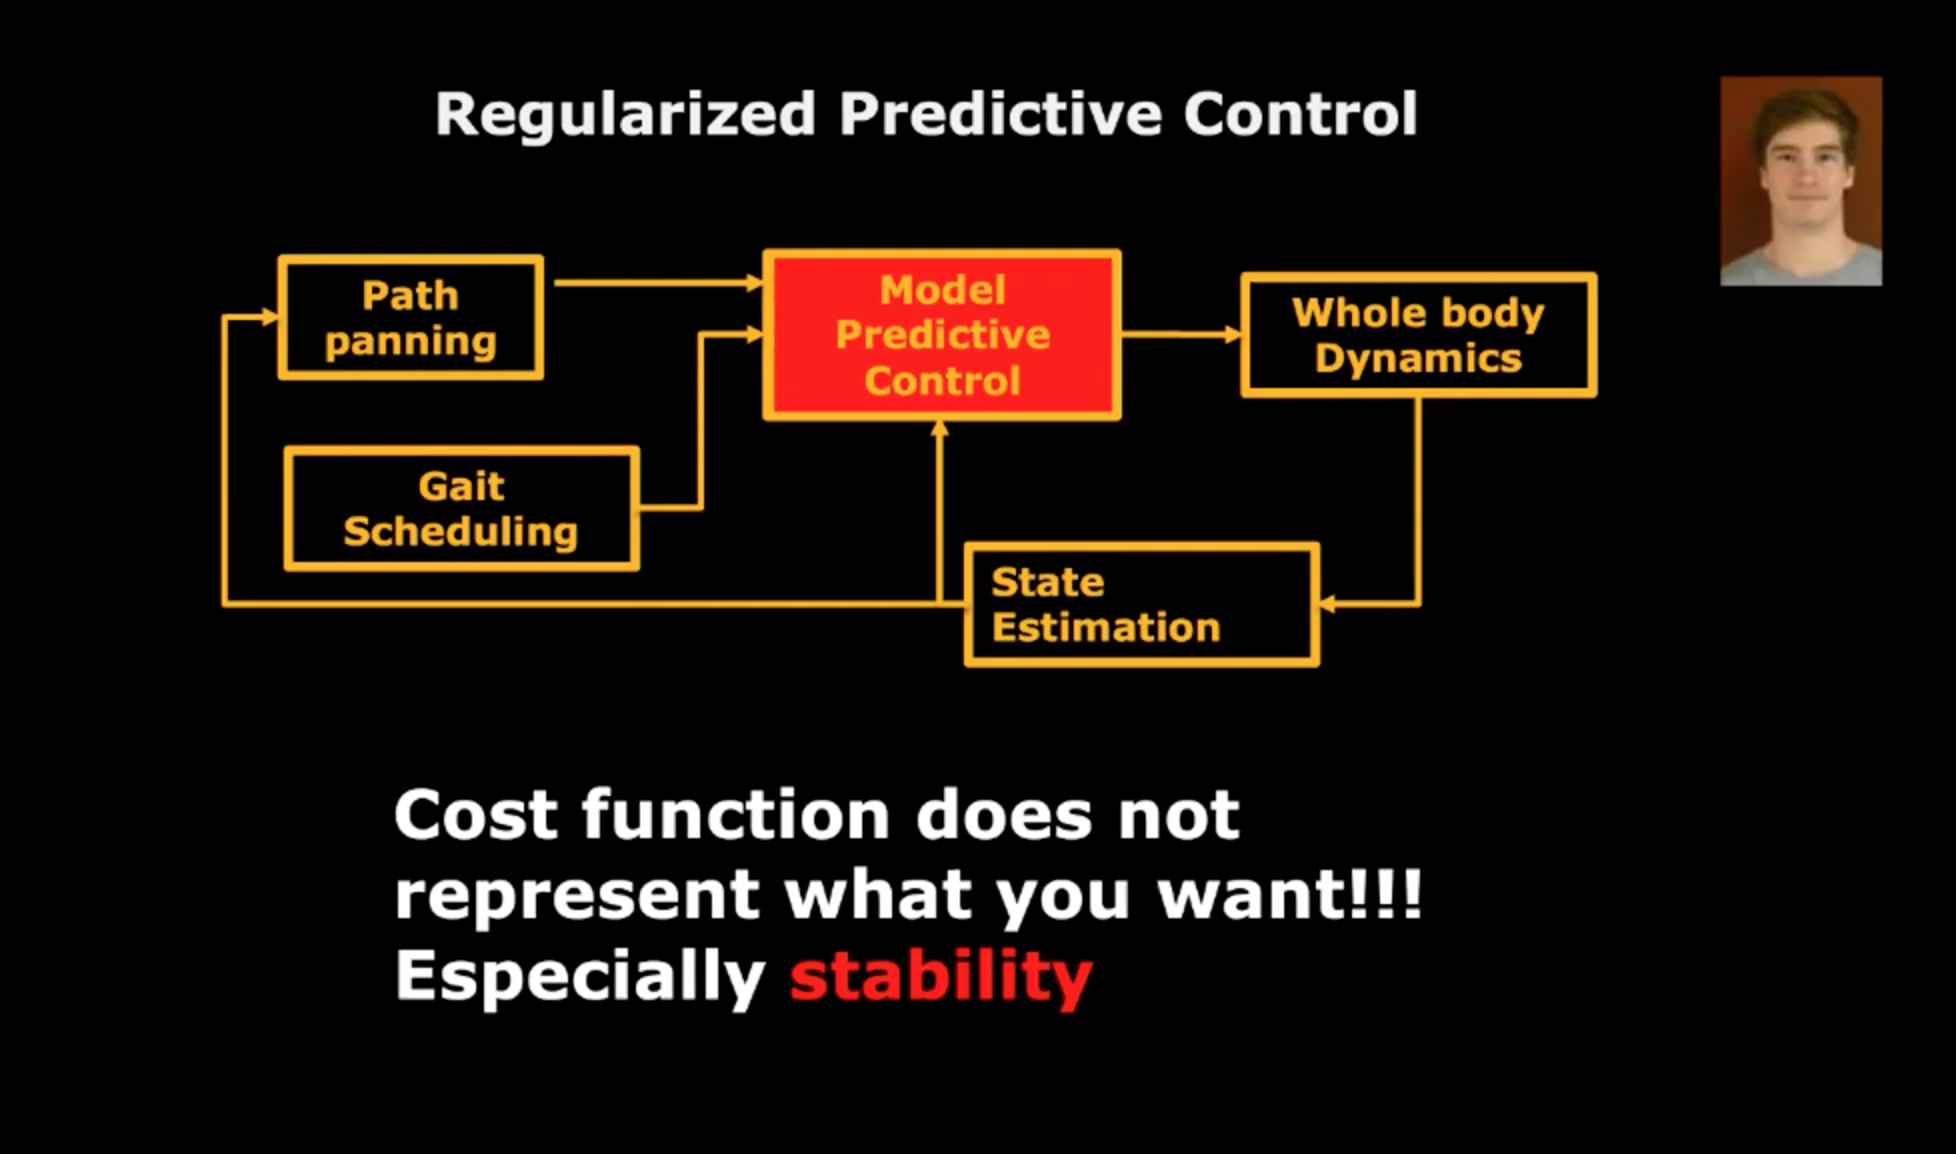 Regularized Predictive Control
Path
panning
Model
Predictive
Control
Whole body
Dynamics
Gait
Scheduling
State
Estimation
Cost function does not
represent what you want!!!
Especially stability